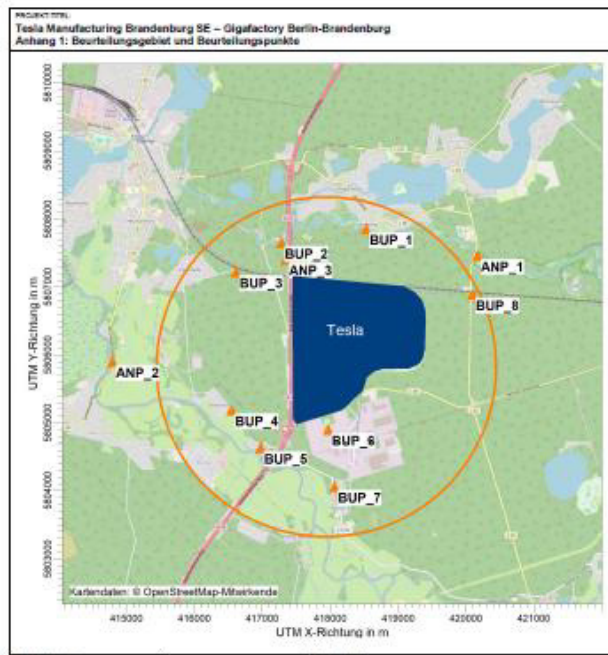 PROJEKT-TITEL:
Tesla Manufacturing Brandenburg SE – Gigafactory Berlin-Brandenburg
Anhang 1: Beurteilungsgebiet und Beurteilungspunkte
UTM Y-Richtung in m
5810000
5809000
5808000
5807000
5806000
5805000
5804000
5803000
BUP_1
BUP_2
ANP_3
ANP_1
BUP_3
BUP_8
Tesla
ANP_2
BUP_4
BUP_6
BUP_5
BUP_7
Kartendaten: © OpenStreetMap-Mitwirkende
415000 416000 417000 418000 419000 420000 421000
UTM X-Richtung in m